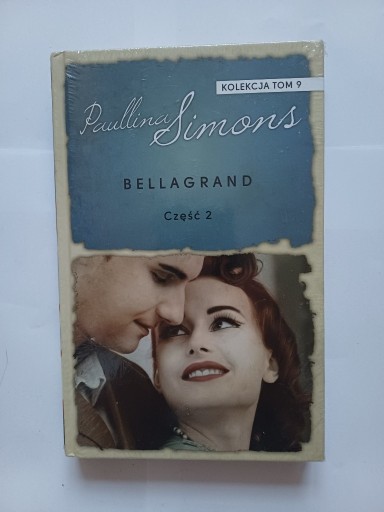 KOLEKCJA TOM 9
Paullina Simons
BELLAGRAND
Część 2